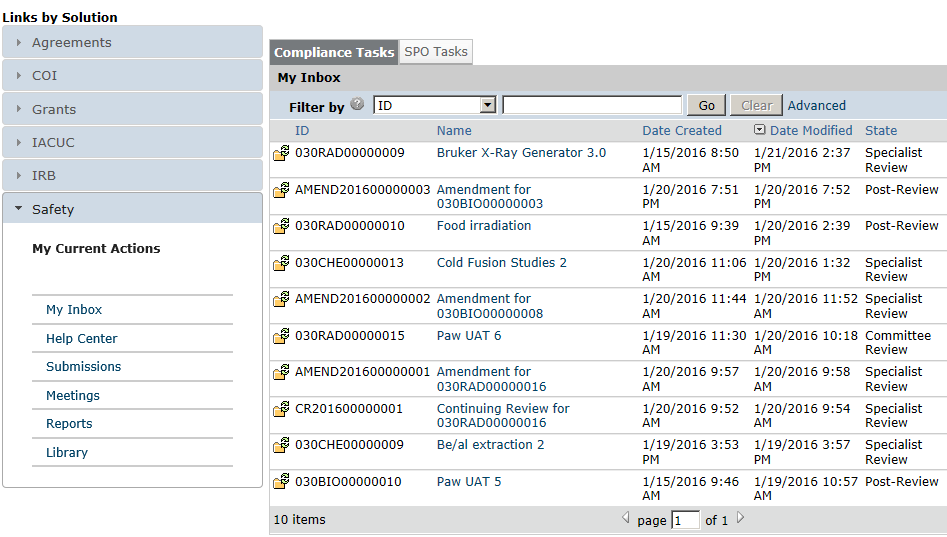 Links by Solution
Agreements
COI
Grants
IACUC
IRB
Safety
My Current Actions
My Inbox
Help Center
Submissions
Meetings
Reports
Library
Compliance Tasks SPO Tasks
My Inbox
Filter by ? ID Go Clear Advanced
ID Name Date Created Date Modified State
030RAD00000009 Bruker X-Ray Generator 3.0 1/15/2016 8:50 1/21/2016 2:37 Specialist
AM PM Review
AMEND201600000003 Amendment for 1/20/2016 7:51 1/20/2016 7:52 Post-Review
030BIO00000003 PM PM
030RAD00000010 Food irradiation 1/15/2016 9:39 1/20/2016 2:39 Post-Review
AM PM
030CHE00000013 Cold Fusion Studies 2 1/20/2016 11:06 1/20/2016 1:32 Specialist
AM PM Review
AMEND201600000002 Amendment for 1/20/2016 11:44 1/20/2016 11:52 Specialist
030BIO00000008 AM AM Review
030RAD00000015 Paw UAT 6 1/19/2016 11:30 1/20/2016 10:18 Committee
AM AM Review
AMEND201600000001 Amendment for 1/20/2016 9:57 1/20/2016 9:58 Specialist
030RAD00000016 AM AM Review
CR201600000001 Continuing Review for 1/20/2016 9:52 1/20/2016 9:54 Specialist
030RAD00000016 AM AM Review
030CHE00000009 Be/al extraction 2 1/19/2016 3:53 1/19/2016 3:57 Specialist
PM PM Review
030BIO00000010 Paw UAT 5 1/15/2016 9:46 1/19/2016 10:57 Post-Review
AM AM
10 items page 1 of 1